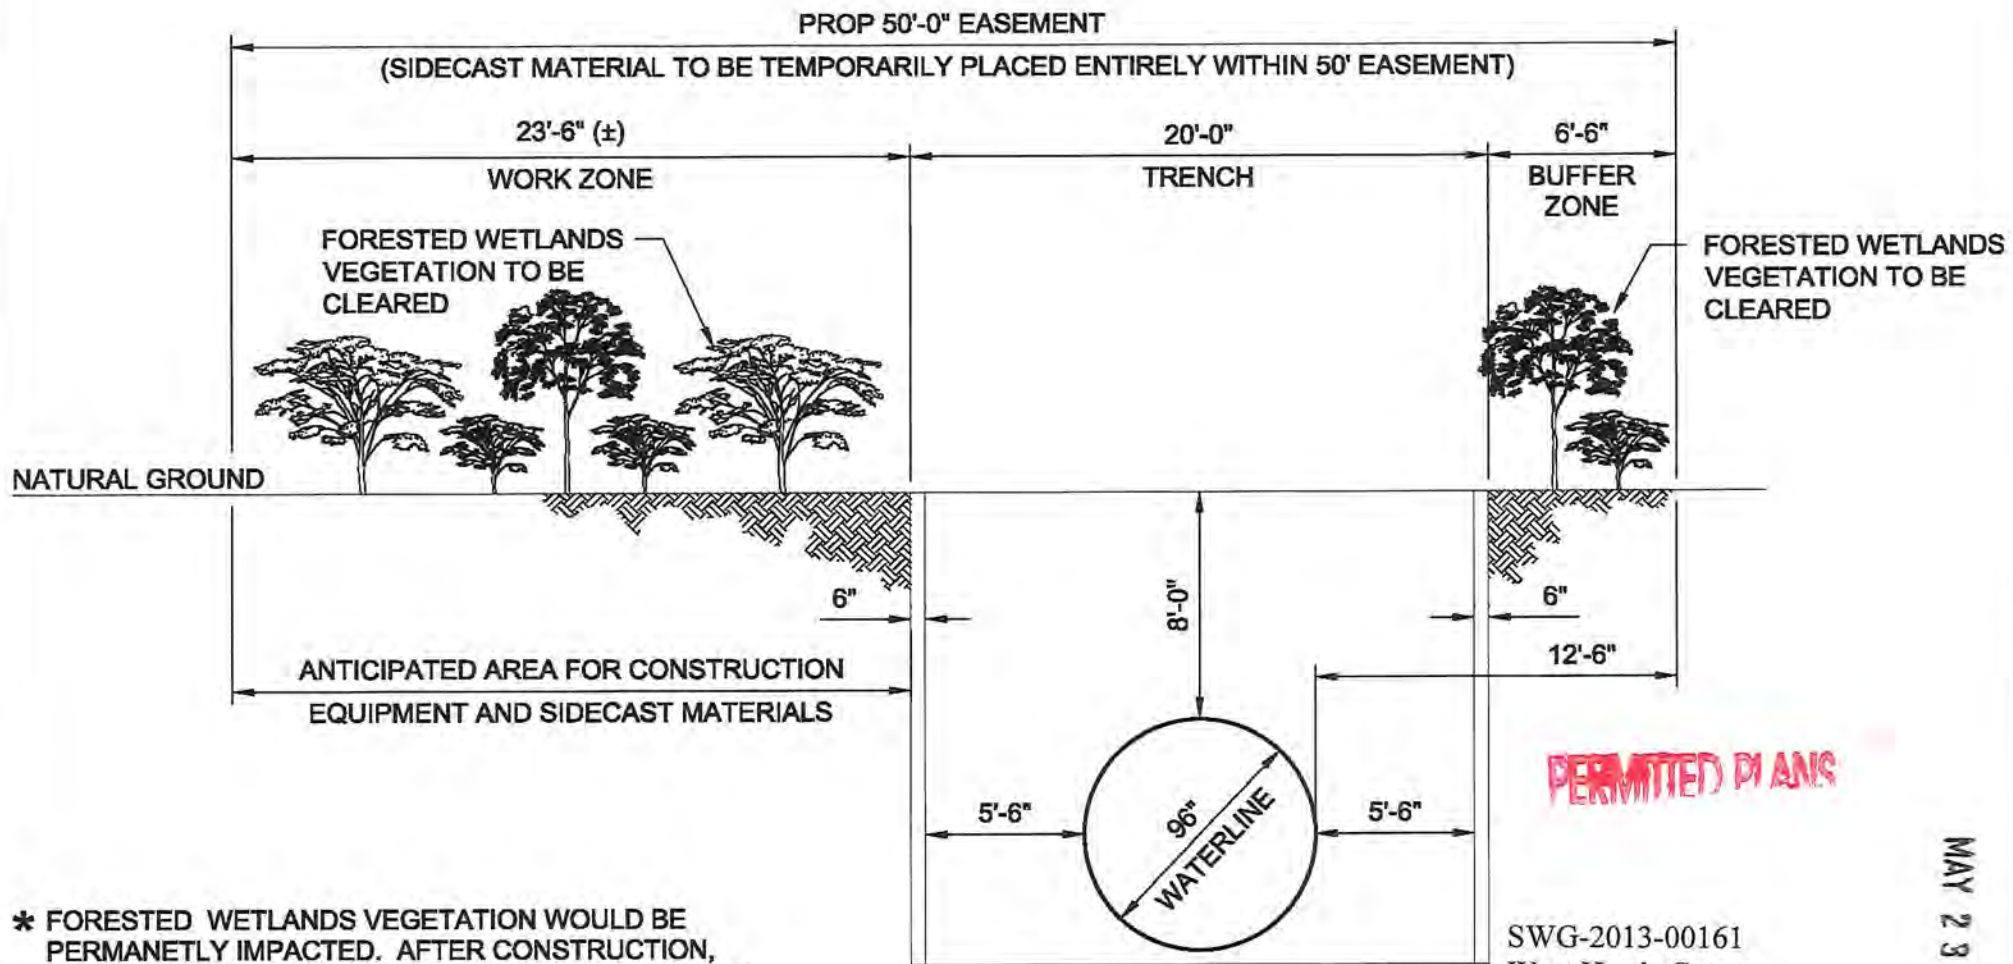 PROP 50'-0" EASEMENT
(SIDECAST MATERIAL TO BE TEMPORARILY PLACED ENTIRELY WITHIN 50' EASEMENT)
23'-6" (±)
20'-0"
6'-6"
WORK ZONE
TRENCH
BUFFER
ZONE
FORESTED WETLANDS
VEGETATION TO BE
CLEARED
FORESTED WETLANDS
VEGETATION TO BE
CLEARED
NATURAL GROUND
6"
8'-0"
6"
12'-6"
ANTICIPATED AREA FOR CONSTRUCTION
EQUIPMENT AND SIDECAST MATERIALS
5'-6"
96"
WATERLINE
5'-6"
PERMITTED PLANS
MAY 23
* FORESTED WETLANDS VEGETATION WOULD BE
PERMANETLY IMPACTED. AFTER CONSTRUCTION,
SWG-2013-00161